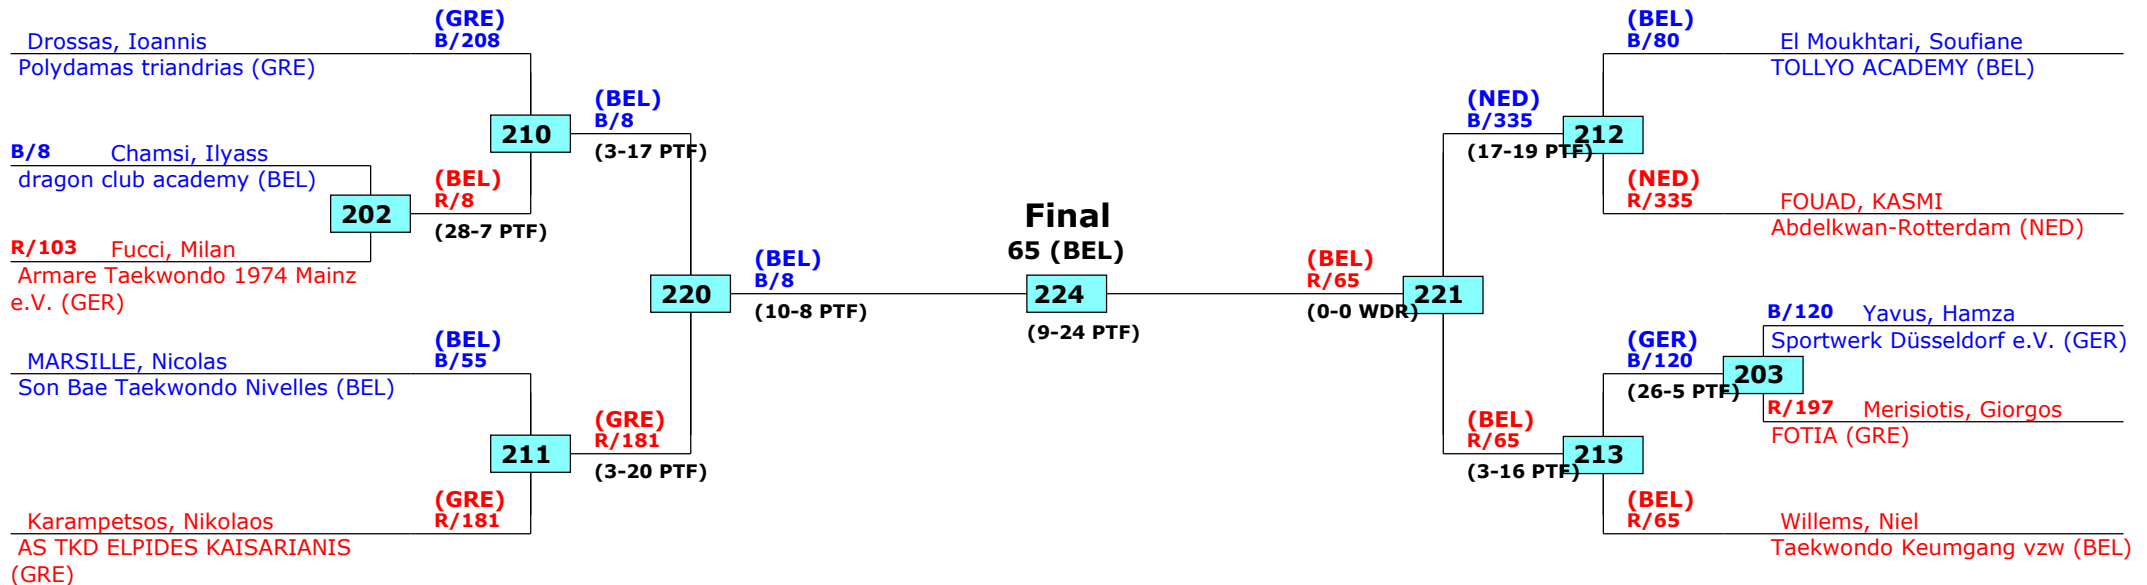 (GRE)
Drossas, Ioannis B/208
Polydamas triandrias (GRE)
(BEL)
B/8
210
(3-17 PTF)
B/8 Chamsi, Ilyass
dragon club academy (BEL)
(BEL)
R/8
202
(28-7 PTF)
R/103 Fucci, Milan
Armare Taekwondo 1974 Mainz
e.V. (GER)
(BEL)
B/8
220
(10-8 PTF)
(BEL)
MARSILLE, Nicolas B/55
Son Bae Taekwondo Nivelles (BEL)
(GRE)
R/181
211
(3-20 PTF)
(GRE)
Karampetsos, Nikolaos R/181
AS TKD ELPIDES KAISARIANIS
(GRE)
Final
65 (BEL)
224
(9-24 PTF)
(BEL)
B/80 El Moukhtari, Soufiane
TOLLYO ACADEMY (BEL)
(NED)
B/335
212
(17-19 PTF)
(NED)
R/335 FOUAD, KASMI
Abdelkwan-Rotterdam (NED)
(BEL)
R/65
221
(0-0 WDR)
B/120 Yavus, Hamza
Sportwerk Düsseldorf e.V. (GER)
(GER)
B/120
203
(26-5 PTF)
R/197 Merisiotis, Giorgos
FOTIA (GRE)
(BEL)
R/65
213
(3-16 PTF)
(BEL)
R/65 Willems, Niel
Taekwondo Keumgang vzw (BEL)